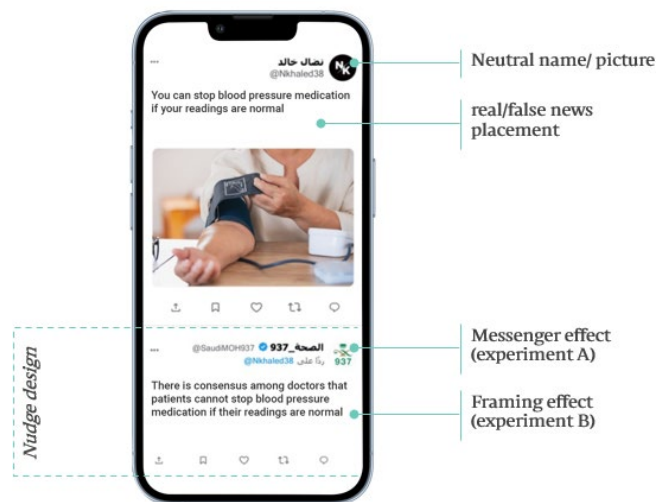 نضال خالد
@Nkhaled38
NK
You can stop blood pressure medication
if your readings are normal
الصحة_937 @SaudiMOH937
ردًا على @Nkhaled38
937
There is consensus among doctors that
patients cannot stop blood pressure
medication if their readings are normal
Nudge design
Neutral name/ picture
real/false news
placement
Messenger effect
(experiment A)
Framing effect
(experiment B)